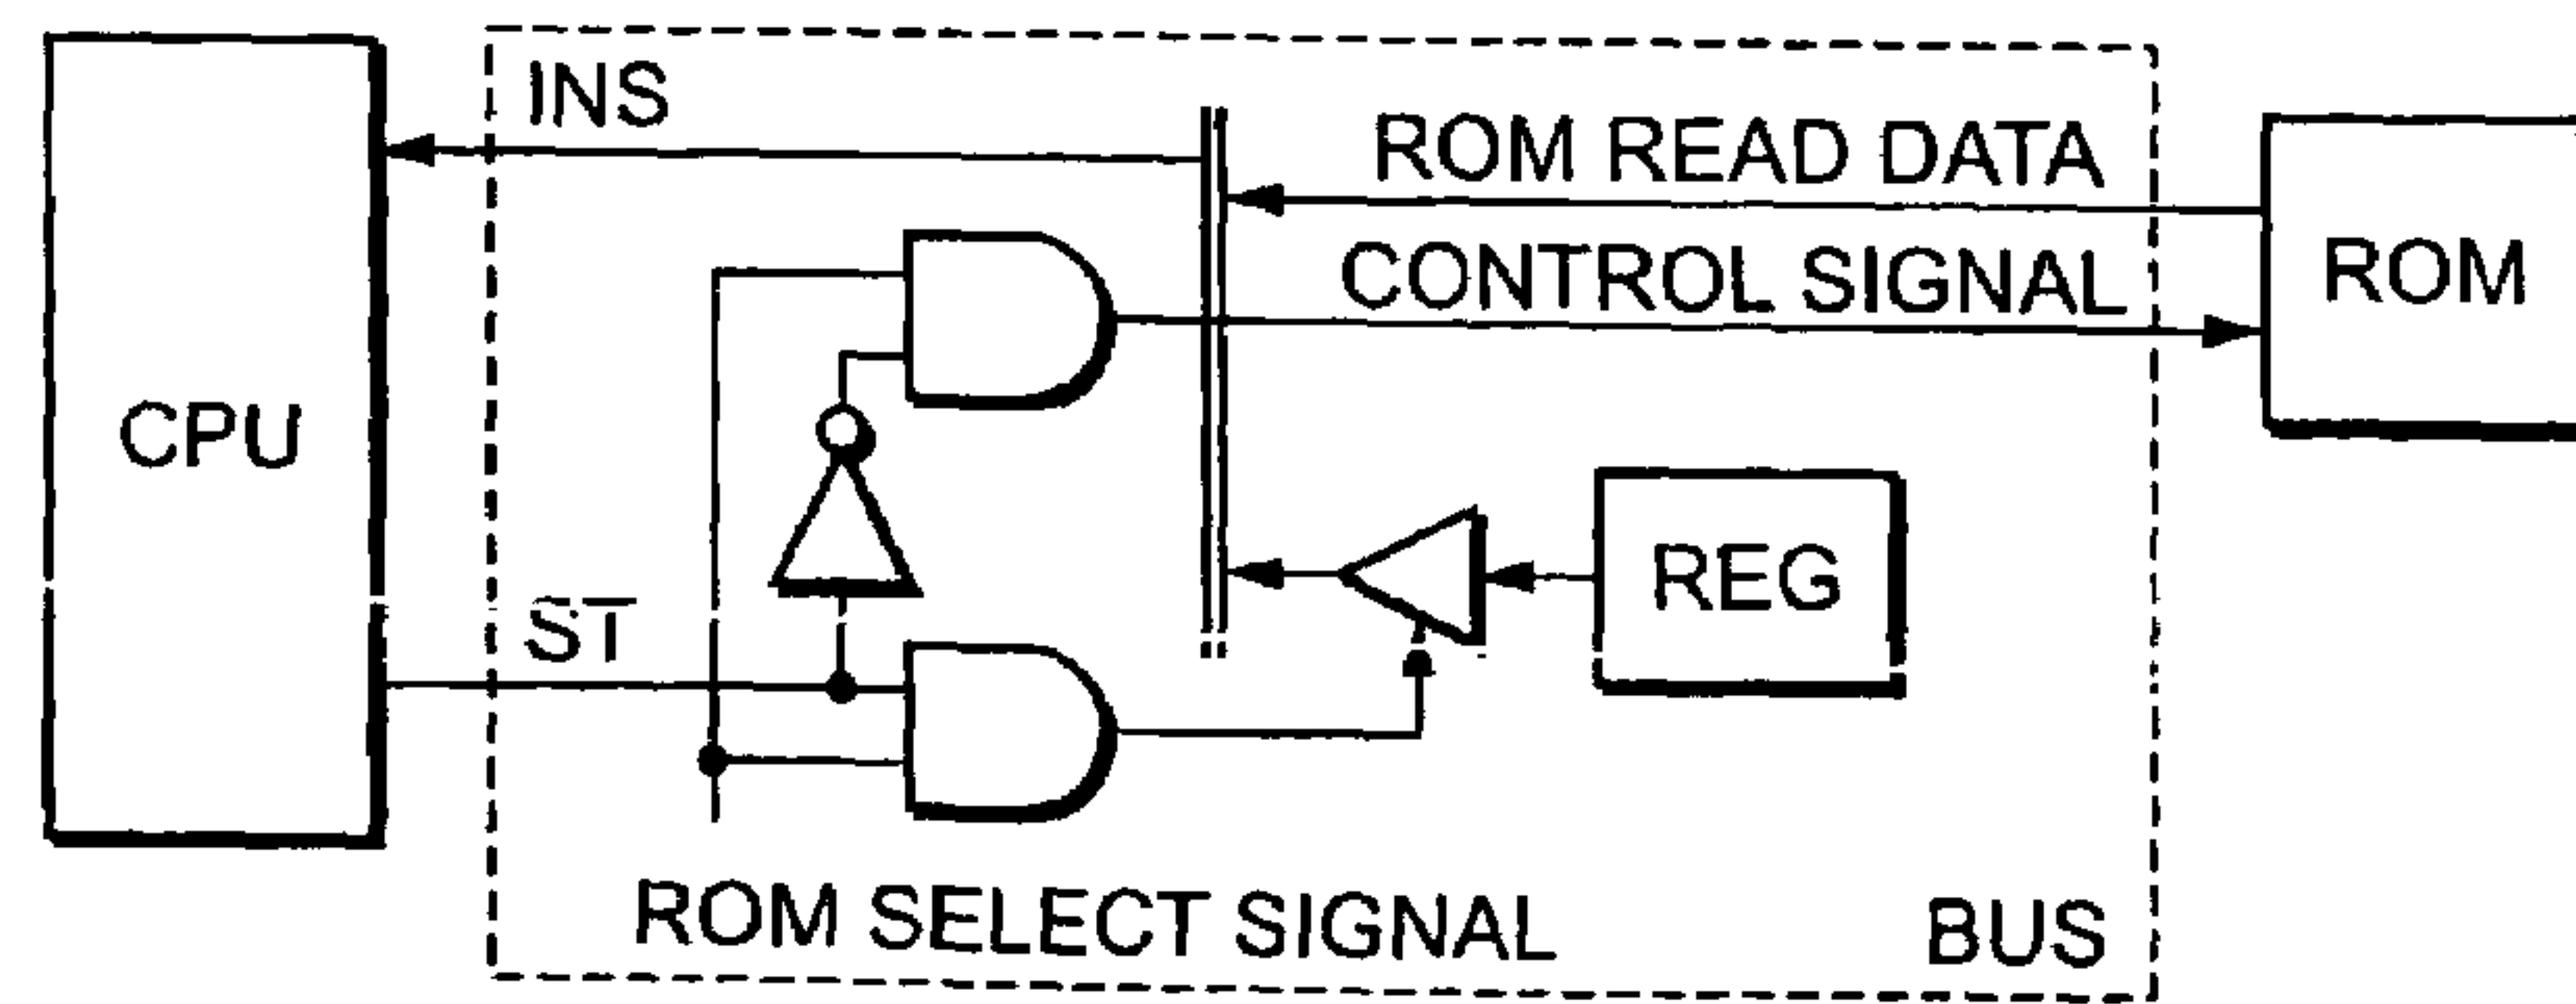 INS
ROM READ DATA
CONTROL SIGNAL
ROM
CPU
REG
ST
ROM SELECT SIGNAL
BUS